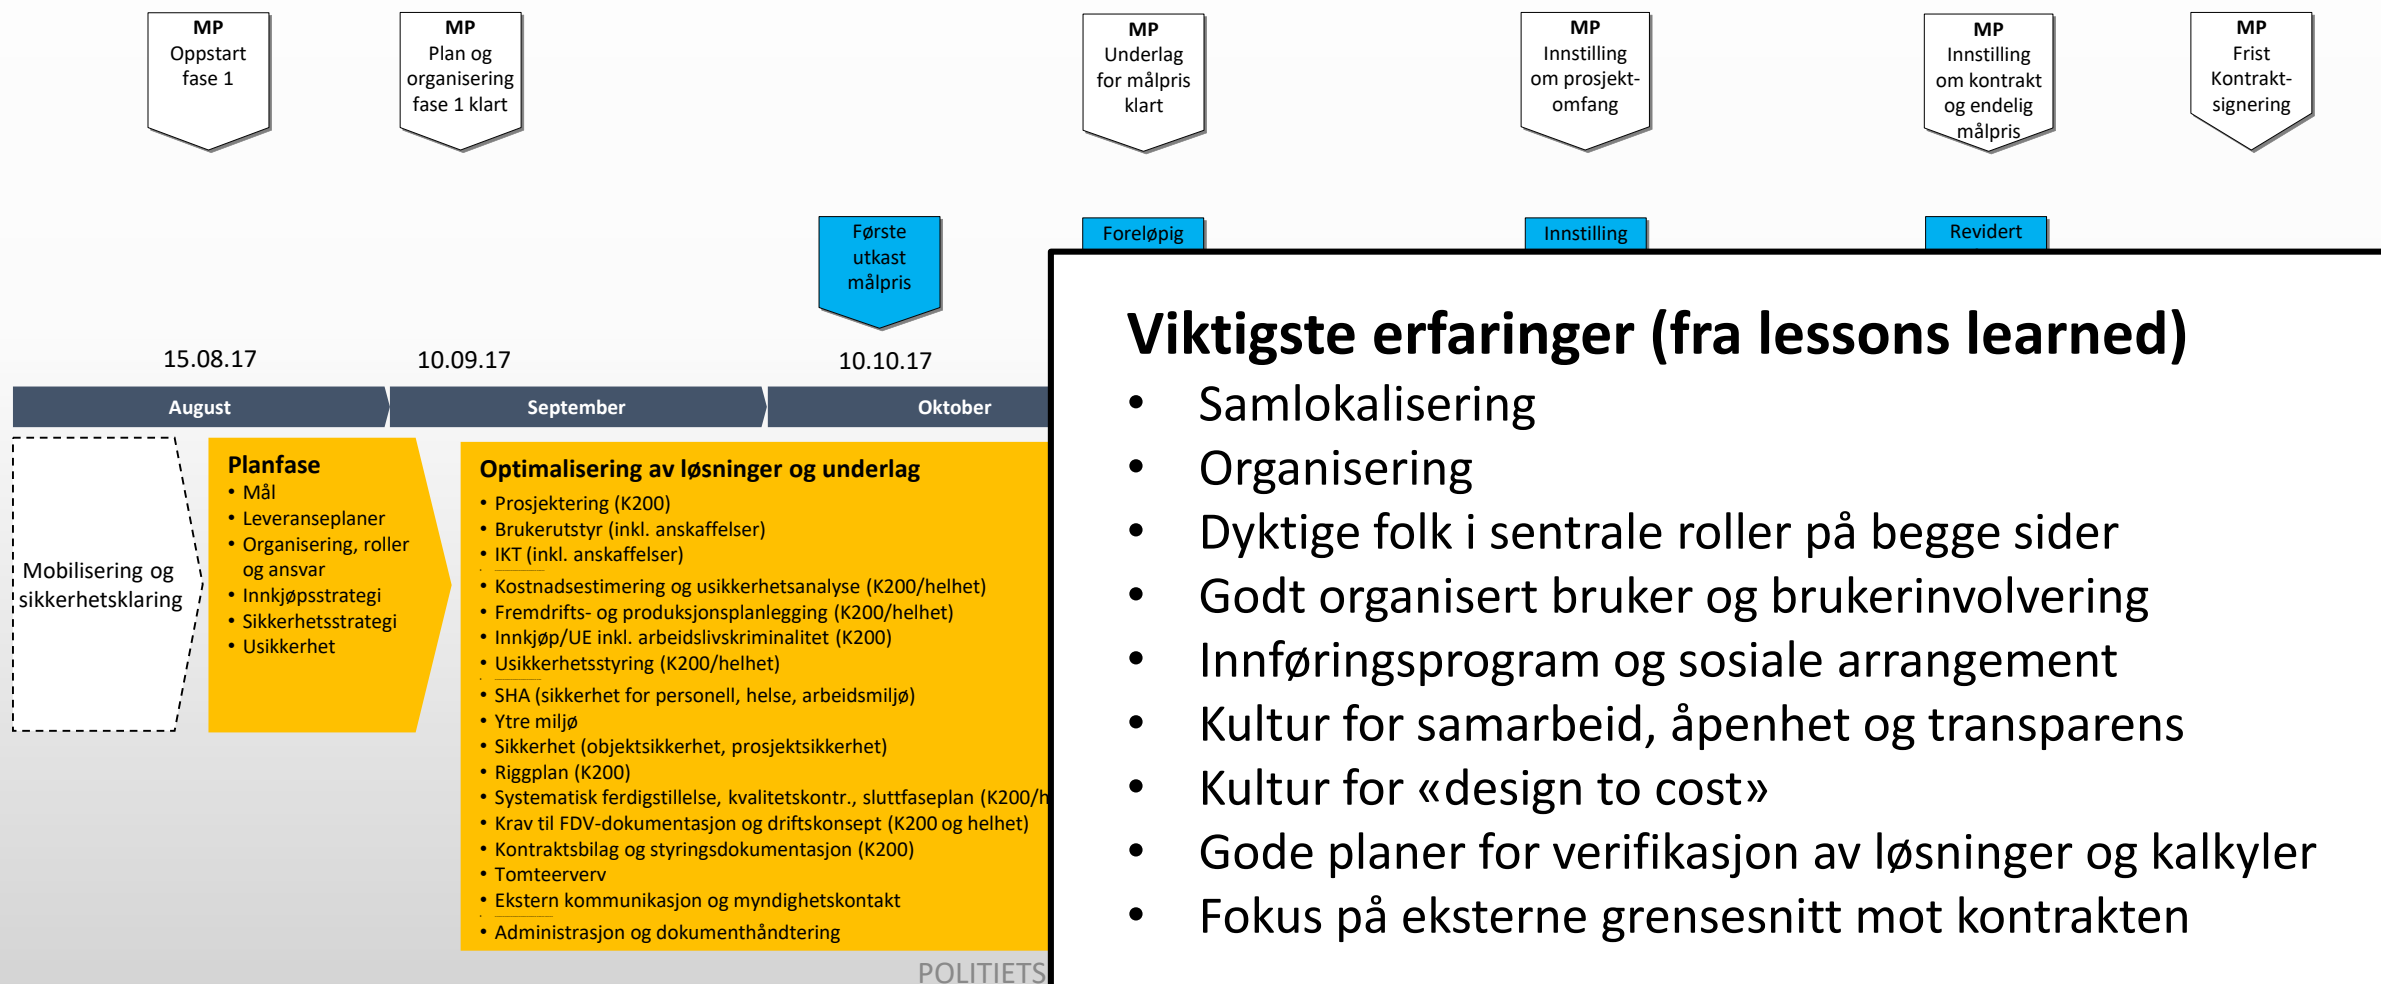 MP
Oppstart
fase 1
MP
Plan og
organisering
fase 1 klart
MP
Underlag
for målpris
klart
MP
Innstilling
om prosjekt-
omfang
MP
Innstilling
om kontrakt
og endelig
målpris
MP
Frist
Kontrakt-
signering
Første
utkast
målpris
Foreløpig
Innstilling
Revidert
15.08.17
10.09.17
10.10.17
August
September
Oktober
Mobilisering og
sikkerhetsklaring
Planfase
• Mål
• Leveranseplaner
• Organisering, roller
og ansvar
• Innkjøpsstrategi
• Sikkerhetsstrategi
• Usikkerhet
Optimalisering av løsninger og underlag
• Prosjektering (K200)
• Brukerutstyr (inkl. anskaffelser)
• IKT (inkl. anskaffelser)
• Kostnadsestimering og usikkerhetsanalyse (K200/helhet)
• Fremdrifts- og produksjonsplanlegging (K200/helhet)
• Innkjøp/UE inkl. arbeidslivskriminalitet (K200)
• Usikkerhetsstyring (K200/helhet)
• SHA (sikkerhet for personell, helse, arbeidsmiljø)
• Ytre miljø
• Sikkerhet (objektsikkerhet, prosjektsikkerhet)
• Riggplan (K200)
• Systematisk ferdigstillelse, kvalitetskontr., sluttfaseplan (K200/h
• Krav til FDV-dokumentasjon og driftskonsept (K200 og helhet)
• Kontraktsbilag og styringsdokumentasjon (K200)
• Tomteerverv
• Ekstern kommunikasjon og myndighetskontakt
• Administrasjon og dokumenthåndtering
Viktigste erfaringer (fra lessons learned)
• Samlokalisering
• Organisering
• Dyktige folk i sentrale roller på begge sider
• Godt organisert bruker og brukerinvolvering
• Innføringsprogram og sosiale arrangement
• Kultur for samarbeid, åpenhet og transparens
• Kultur for «design to cost»
• Gode planer for verifikasjon av løsninger og kalkyler
• Fokus på eksterne grensesnitt mot kontrakten
POLITIETS